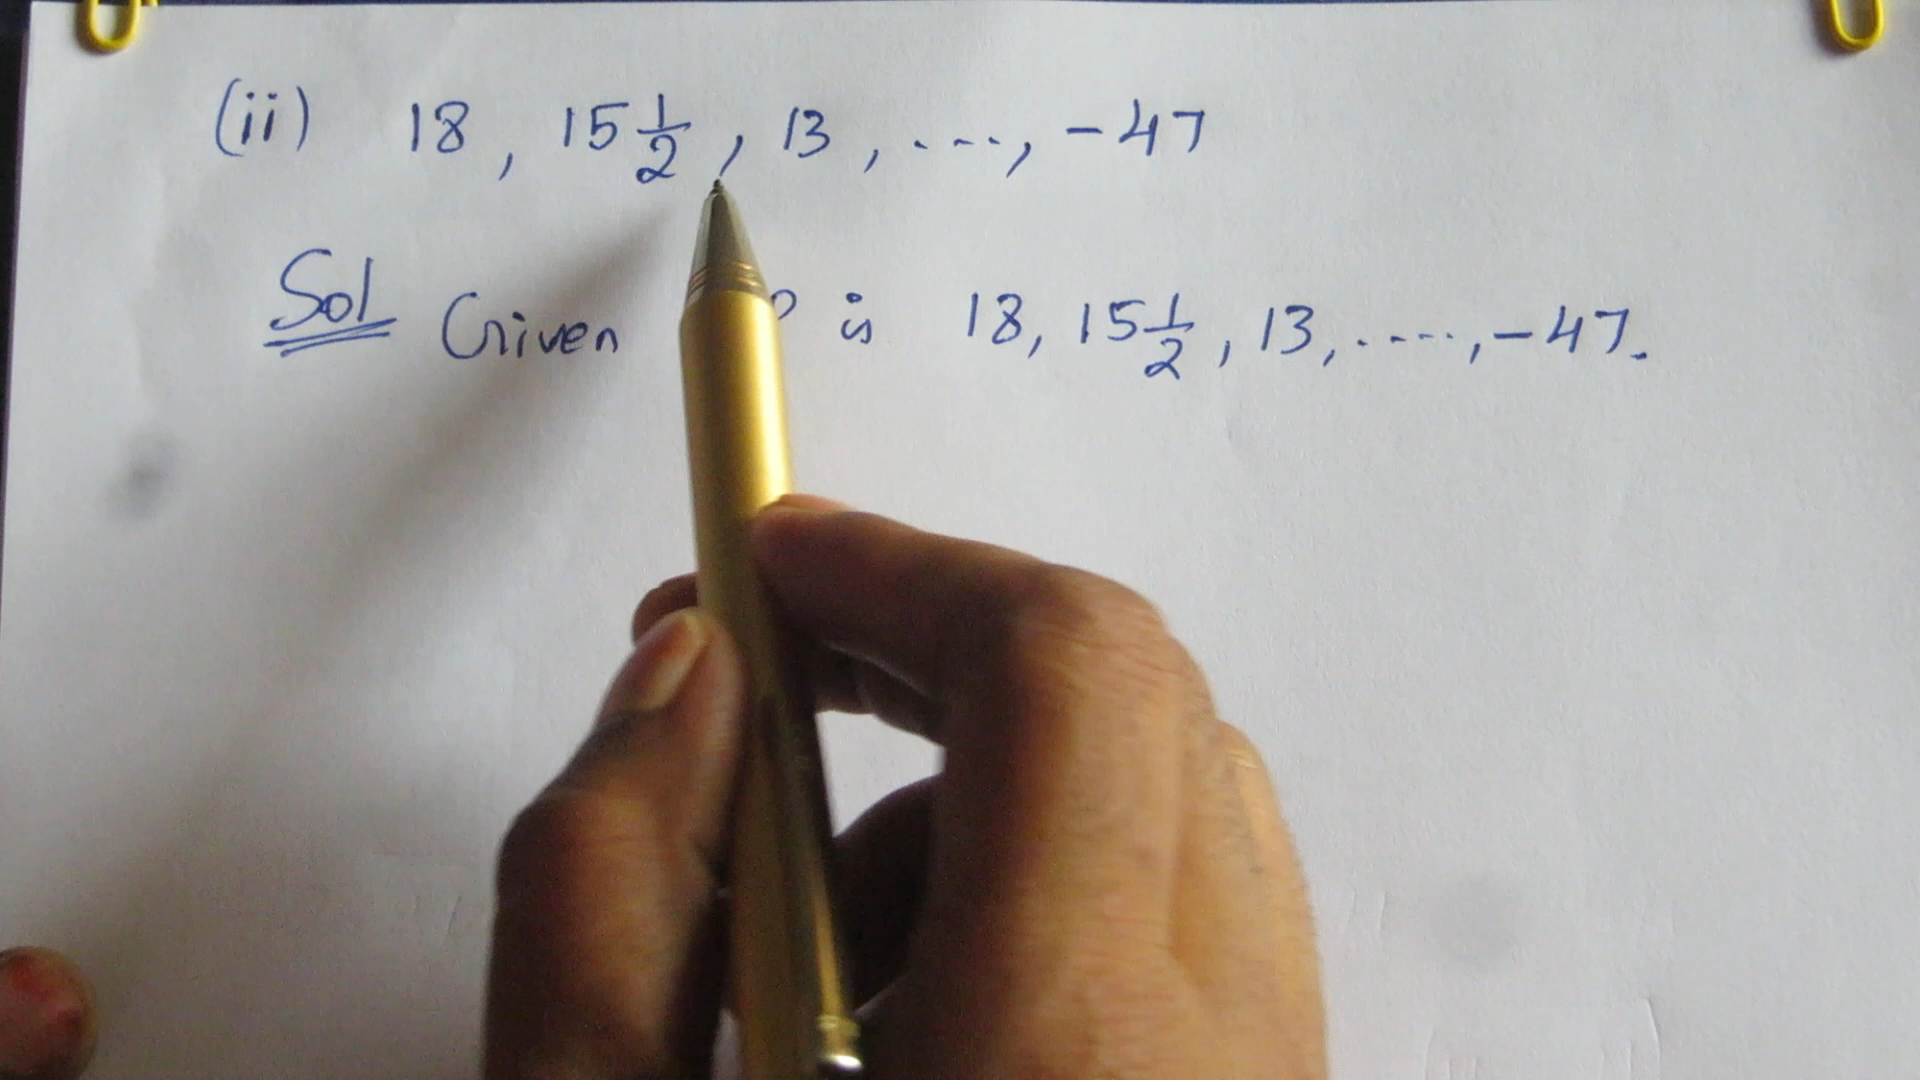 (ii) 18, 15 1/2, 13, ...., -47
Sol Given is 18, 15 1/2, 13, ....., -47.